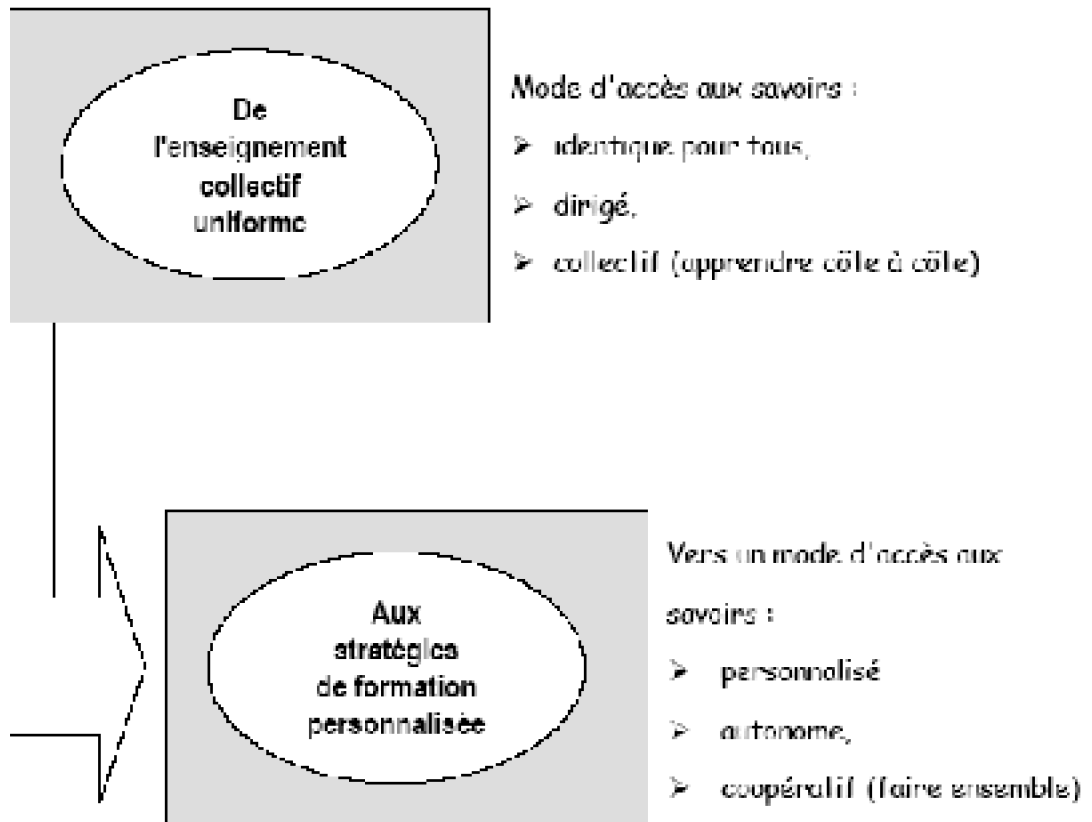 De
l'enseignement
collectif
uniforme
Mode d'accès aux savoirs :
➢ identique pour tous,
➢ dirigé,
➢ collectif (apprendre côte à côte)
Aux
stratégies
de formation
personnalisée
Vers un mode d'accès aux
savoirs :
➢ personnalisé
➢ autonome,
➢ coopératif (faire ensemble)